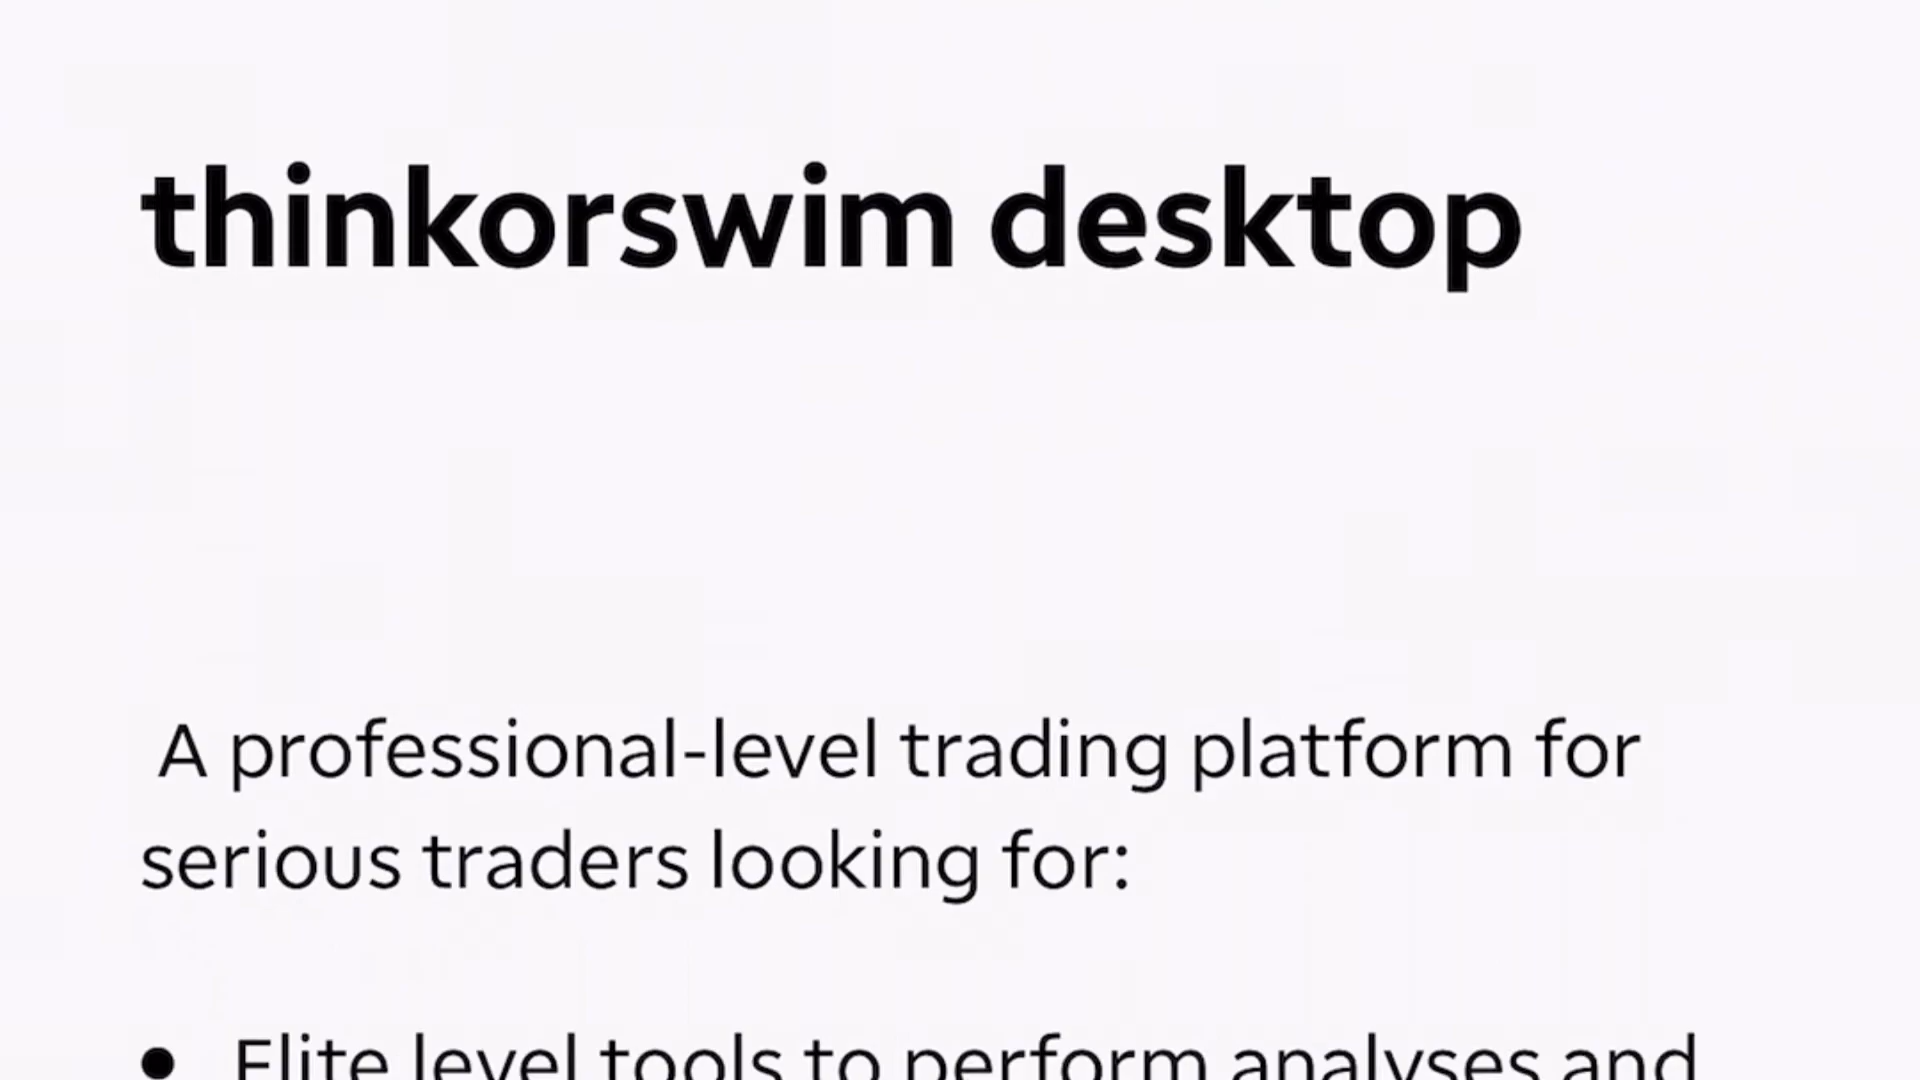 thinkorswim desktop
A professional-level trading platform for
serious traders looking for:
• Elite level tools to perform analyses and